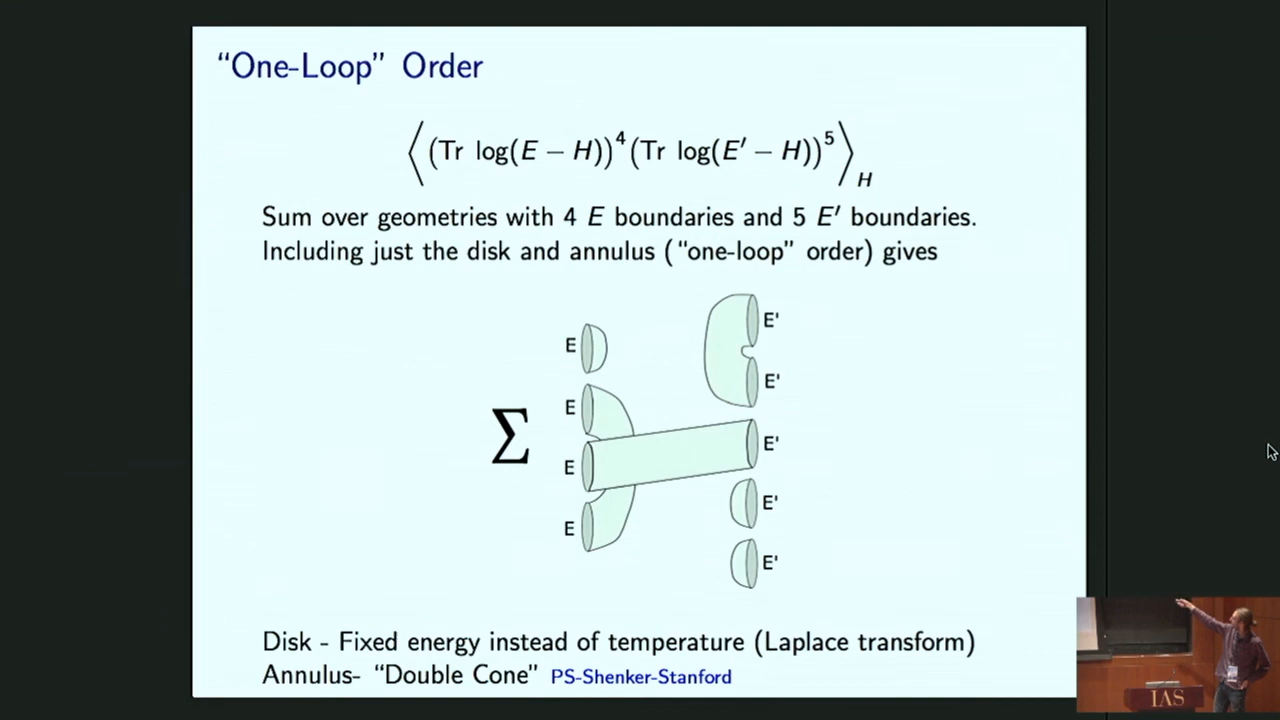 “One-Loop” Order
⟨(Tr log(E − H))⁴(Tr log(E′ − H))⁵⟩_H
Sum over geometries with 4 E boundaries and 5 E′ boundaries.
Including just the disk and annulus (“one-loop” order) gives
E'
E
E'
E
∑
E'
E
E'
E
E'
Disk - Fixed energy instead of temperature (Laplace transform)
Annulus- “Double Cone” PS-Shenker-Stanford
IAS